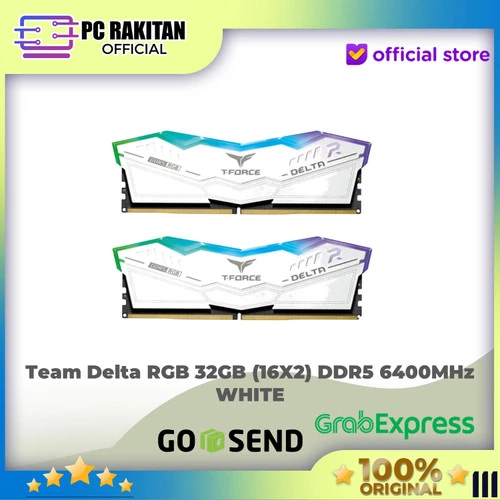 PC RAKITAN
OFFICIAL
official store
T-FORCE
DELTA R
T-FORCE
DELTA R
Team Delta RGB 32GB (16X2) DDR5 6400MHz
WHITE
GO SEND
GrabExpress
100%
ORIGINAL